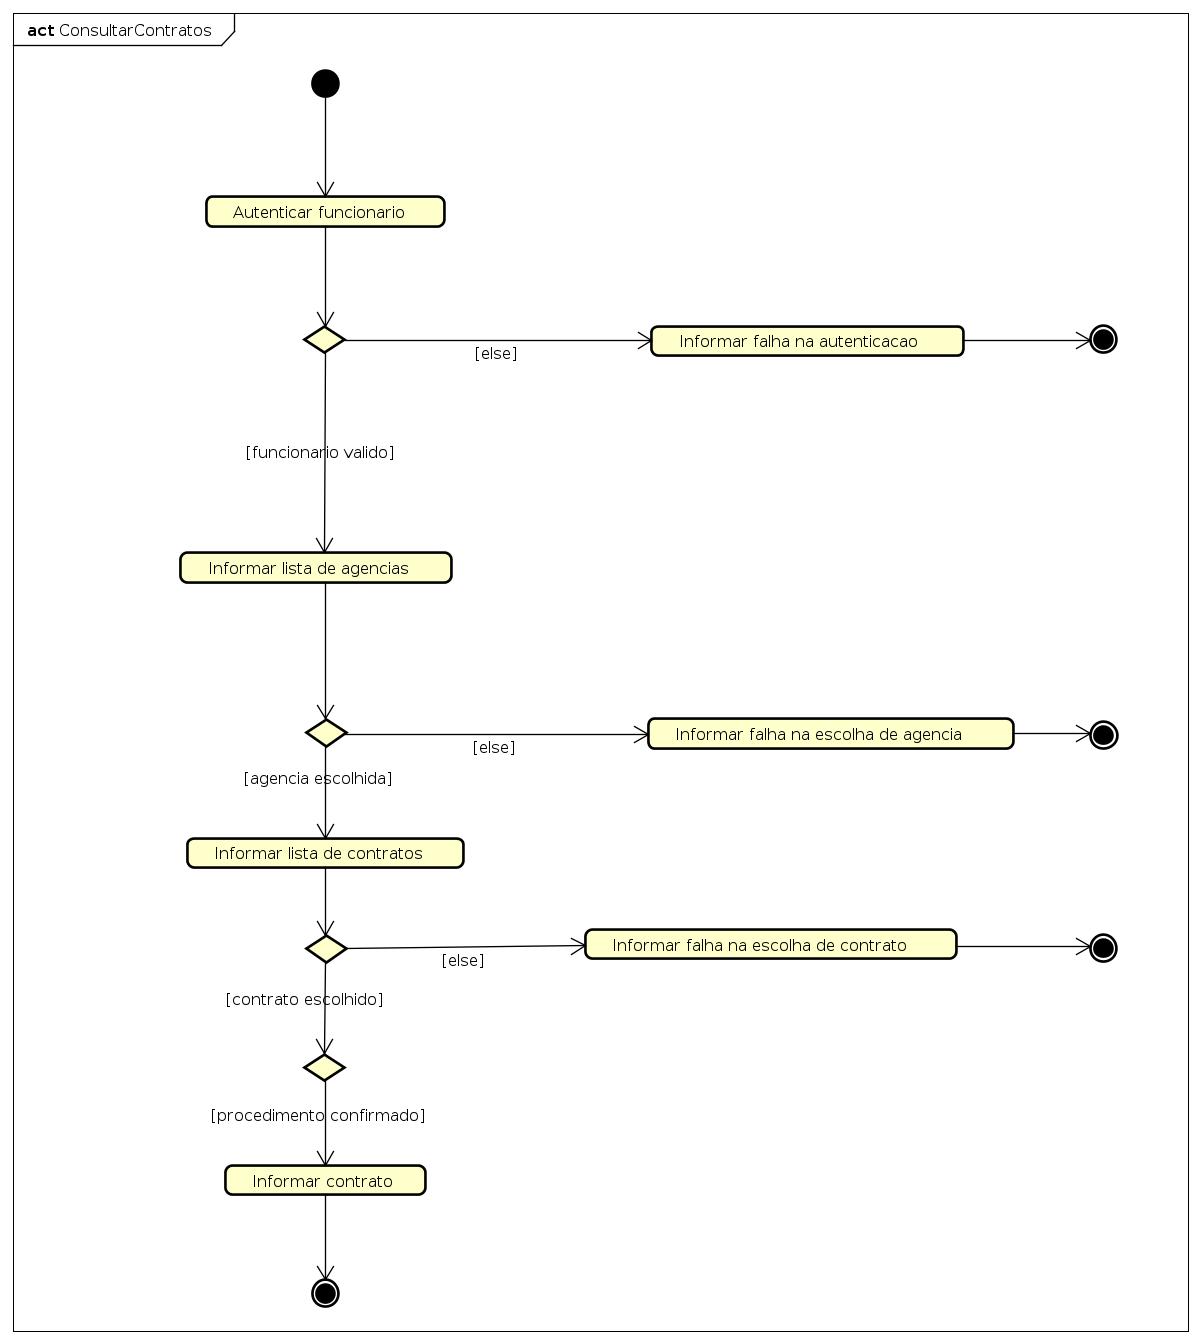 act ConsultarContratos
Autenticar funcionario
Informar falha na autenticacao
[else]
[funcionario valido]
Informar lista de agencias
Informar falha na escolha de agencia
[else]
[agencia escolhida]
Informar lista de contratos
Informar falha na escolha de contrato
[else]
[contrato escolhido]
[procedimento confirmado]
Informar contrato